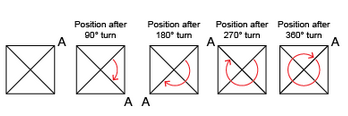 Position after
90° turn
Position after
180° turn
Position after
270° turn
Position after
360° turn
A
A
A
A
A